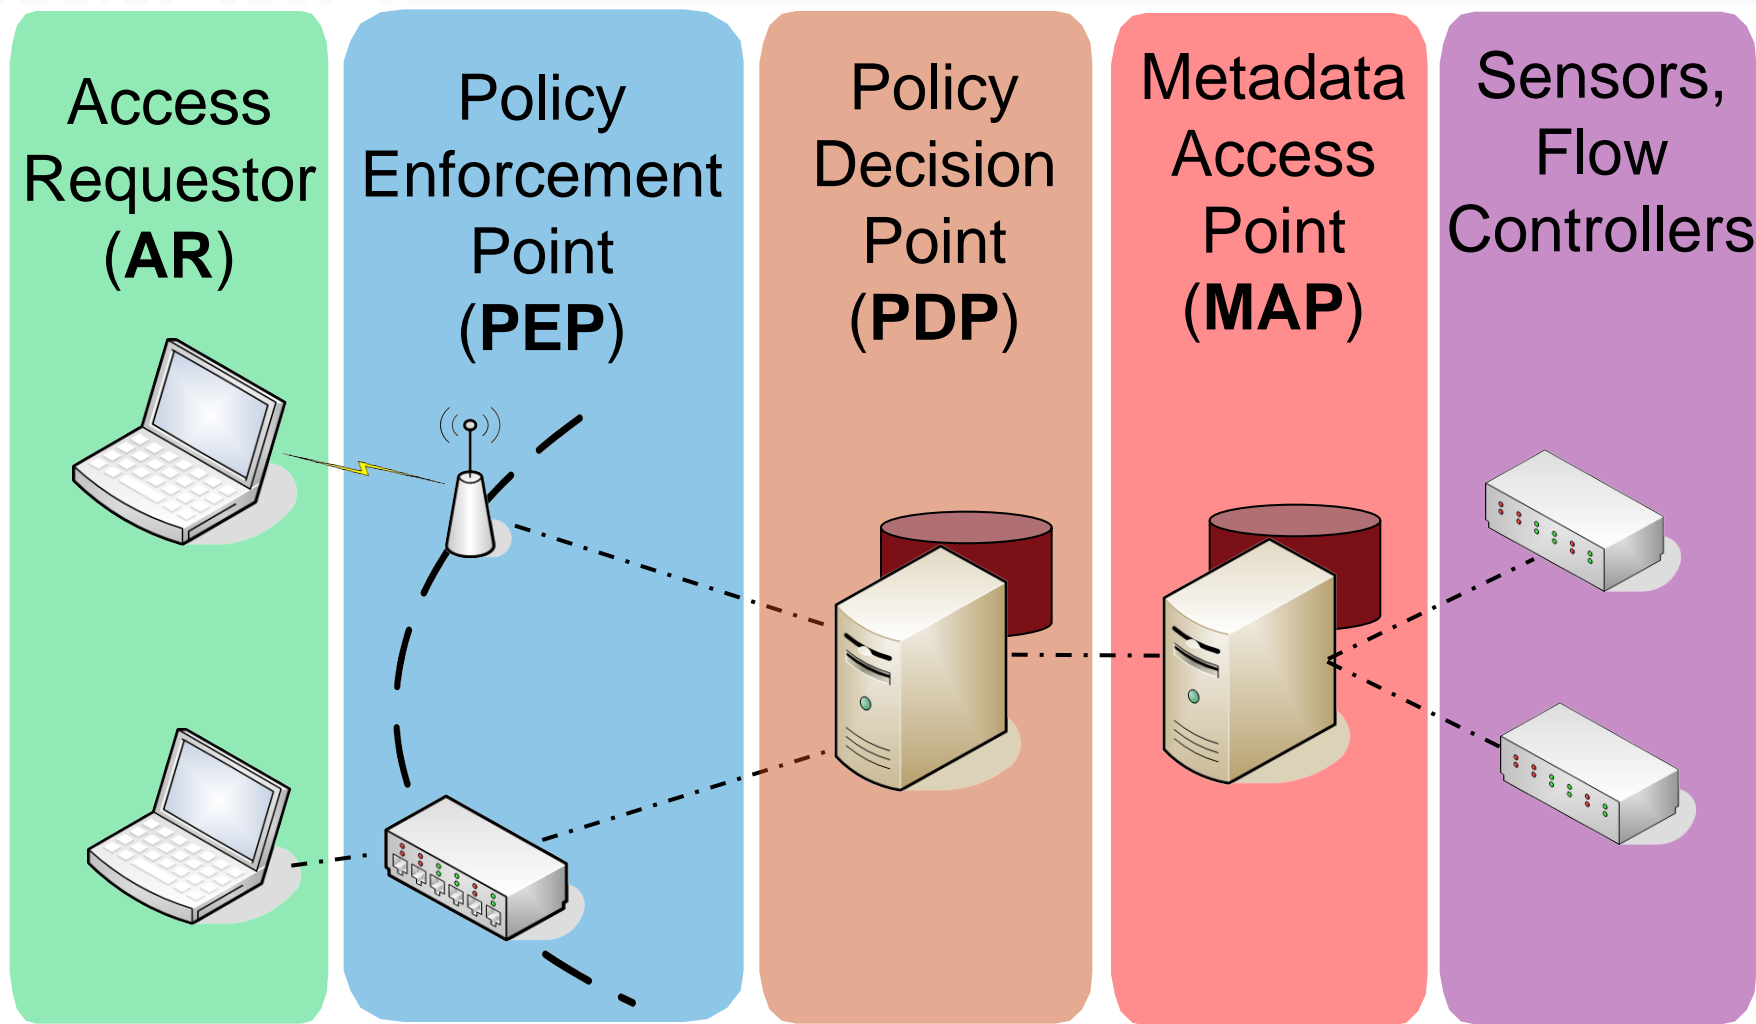 Access
Requestor
(AR)
Policy
Enforcement
Point
(PEP)
Policy
Decision
Point
(PDP)
Metadata
Access
Point
(MAP)
Sensors,
Flow
Controllers